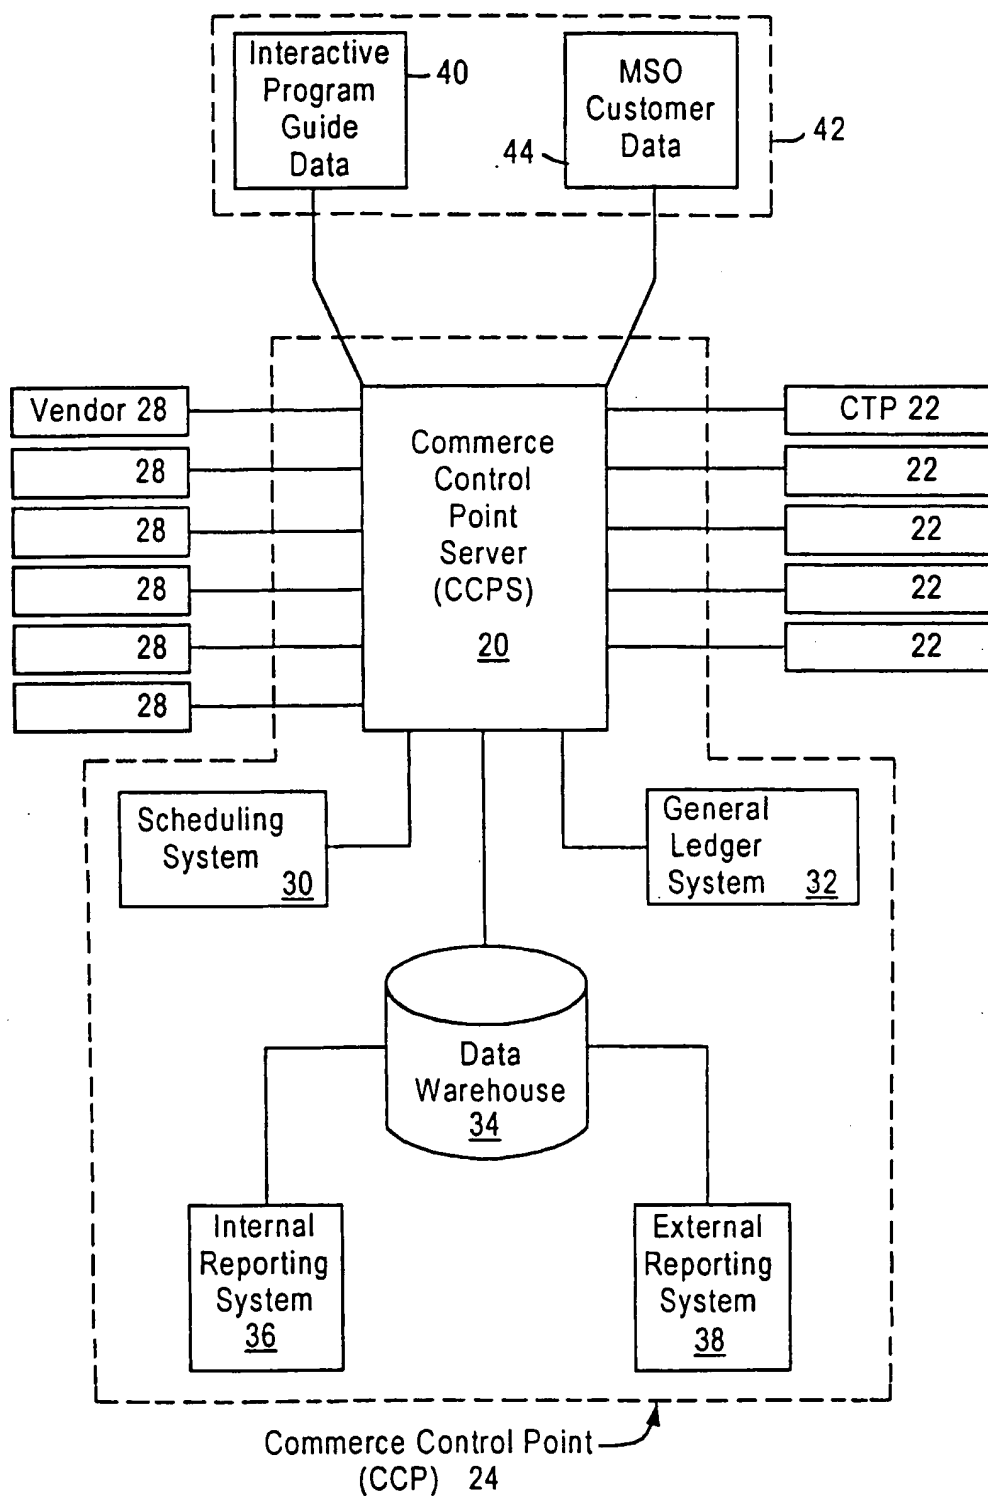 Interactive
Program
Guide
Data
40
MSO
Customer
Data
44
42
Vendor 28
28
28
28
28
28
Commerce
Control
Point
Server
(CCPS)
20
CTP 22
22
22
22
22
Scheduling
System
30
General
Ledger
System 32
Data
Warehouse
34
Internal
Reporting
System
36
External
Reporting
System
38
Commerce Control Point
(CCP) 24